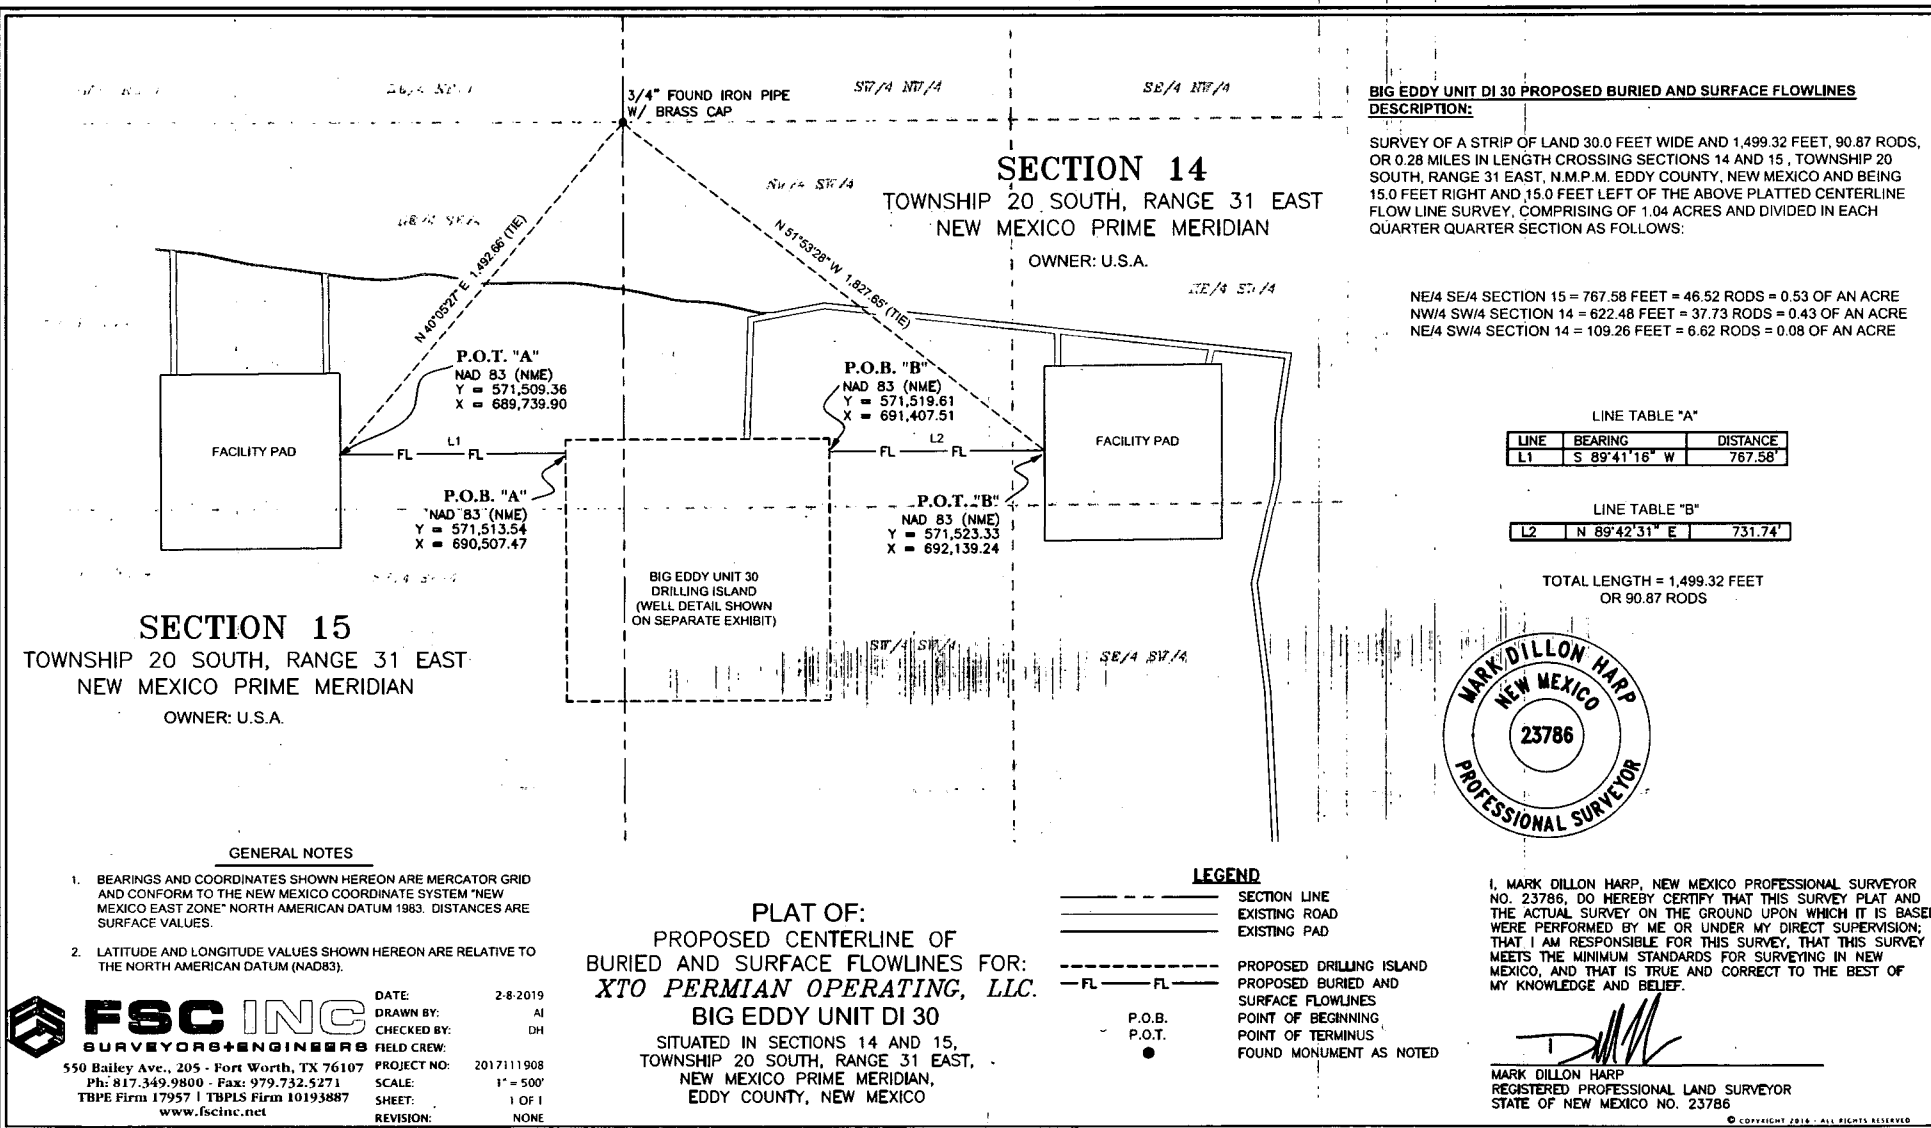 SW/4 NW/4
SE/4 NW/4
3/4" FOUND IRON PIPE
W/ BRASS CAP
SECTION 14
TOWNSHIP 20 SOUTH, RANGE 31 EAST
NEW MEXICO PRIME MERIDIAN
OWNER: U.S.A.
NW/4 SW/4
NE/4 SE/4
NE/4 SW/4
N 40°05'27" E 1,492.66' (TIE)
N 51°53'28" W 1,827.65' (TIE)
P.O.T. "A"
NAD 83 (NME)
Y = 571,509.36
X = 689,739.90
P.O.B. "B"
NAD 83 (NME)
Y = 571,519.61
X = 691,407.51
FACILITY PAD
L1
FL FL
L2
FL FL
FACILITY PAD
P.O.B. "A"
NAD 83 (NME)
Y = 571,513.54
X = 690,507.47
P.O.T. "B"
NAD 83 (NME)
Y = 571,523.33
X = 692,139.24
BIG EDDY UNIT 30
DRILLING ISLAND
(WELL DETAIL SHOWN
ON SEPARATE EXHIBIT)
SW/4 SW/4
SE/4 SW/4
SECTION 15
TOWNSHIP 20 SOUTH, RANGE 31 EAST
NEW MEXICO PRIME MERIDIAN
OWNER: U.S.A.
BIG EDDY UNIT DI 30 PROPOSED BURIED AND SURFACE FLOWLINES
DESCRIPTION:
SURVEY OF A STRIP OF LAND 30.0 FEET WIDE AND 1,499.32 FEET, 90.87 RODS,
OR 0.28 MILES IN LENGTH CROSSING SECTIONS 14 AND 15 , TOWNSHIP 20
SOUTH, RANGE 31 EAST, N.M.P.M. EDDY COUNTY, NEW MEXICO AND BEING
15.0 FEET RIGHT AND 15.0 FEET LEFT OF THE ABOVE PLATTED CENTERLINE
FLOW LINE SURVEY, COMPRISING OF 1.04 ACRES AND DIVIDED IN EACH
QUARTER QUARTER SECTION AS FOLLOWS:
NE/4 SE/4 SECTION 15 = 767.58 FEET = 46.52 RODS = 0.53 OF AN ACRE
NW/4 SW/4 SECTION 14 = 622.48 FEET = 37.73 RODS = 0.43 OF AN ACRE
NE/4 SW/4 SECTION 14 = 109.26 FEET = 6.62 RODS = 0.08 OF AN ACRE
LINE TABLE "A"
LINE BEARING DISTANCE
L1 S 89°41'16" W 767.58'
LINE TABLE "B"
L2 N 89°42'31" E 731.74'
TOTAL LENGTH = 1,499.32 FEET
OR 90.87 RODS
MARK DILLON HARP
NEW MEXICO
23786
PROFESSIONAL SURVEYOR
GENERAL NOTES
1. BEARINGS AND COORDINATES SHOWN HEREON ARE MERCATOR GRID
AND CONFORM TO THE NEW MEXICO COORDINATE SYSTEM "NEW
MEXICO EAST ZONE" NORTH AMERICAN DATUM 1983. DISTANCES ARE
SURFACE VALUES.
2. LATITUDE AND LONGITUDE VALUES SHOWN HEREON ARE RELATIVE TO
THE NORTH AMERICAN DATUM (NAD83).
FSC INC
SURVEYORS+ENGINEERS
550 Bailey Ave., 205 - Fort Worth, TX 76107
Ph: 817.349.9800 - Fax: 979.732.5271
TBPE Firm 17957 | TBPLS Firm 10193887
www.fscinc.net
DATE: 2-8-2019
DRAWN BY: AI
CHECKED BY: DH
FIELD CREW:
PROJECT NO: 2017111908
SCALE: 1" = 500'
SHEET: 1 OF 1
REVISION: NONE
PLAT OF:
PROPOSED CENTERLINE OF
BURIED AND SURFACE FLOWLINES FOR:
XTO PERMIAN OPERATING, LLC.
BIG EDDY UNIT DI 30
SITUATED IN SECTIONS 14 AND 15,
TOWNSHIP 20 SOUTH, RANGE 31 EAST,
NEW MEXICO PRIME MERIDIAN,
EDDY COUNTY, NEW MEXICO
LEGEND
SECTION LINE
EXISTING ROAD
EXISTING PAD
PROPOSED DRILLING ISLAND
FL FL PROPOSED BURIED AND
SURFACE FLOWLINES
P.O.B. POINT OF BEGINNING
P.O.T. POINT OF TERMINUS
FOUND MONUMENT AS NOTED
I, MARK DILLON HARP, NEW MEXICO PROFESSIONAL SURVEYOR
NO. 23786, DO HEREBY CERTIFY THAT THIS SURVEY PLAT AND
THE ACTUAL SURVEY ON THE GROUND UPON WHICH IT IS BASED
WERE PERFORMED BY ME OR UNDER MY DIRECT SUPERVISION;
THAT I AM RESPONSIBLE FOR THIS SURVEY, THAT THIS SURVEY
MEETS THE MINIMUM STANDARDS FOR SURVEYING IN NEW
MEXICO, AND THAT IS TRUE AND CORRECT TO THE BEST OF
MY KNOWLEDGE AND BELIEF.
MARK DILLON HARP
REGISTERED PROFESSIONAL LAND SURVEYOR
STATE OF NEW MEXICO NO. 23786
© COPYRIGHT 2016 - ALL RIGHTS RESERVED